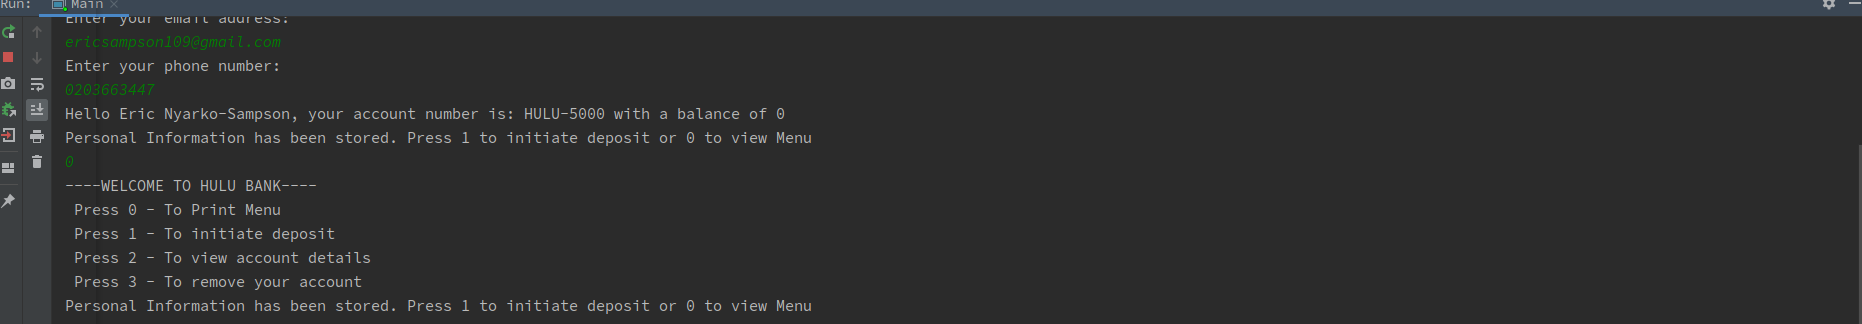 Run: Main
Enter your email address:
ericsampson109@gmail.com
Enter your phone number:
0203663447
Hello Eric Nyarko-Sampson, your account number is: HULU-5000 with a balance of 0
Personal Information has been stored. Press 1 to initiate deposit or 0 to view Menu
0
----WELCOME TO HULU BANK----
Press 0 - To Print Menu
Press 1 - To initiate deposit
Press 2 - To view account details
Press 3 - To remove your account
Personal Information has been stored. Press 1 to initiate deposit or 0 to view Menu